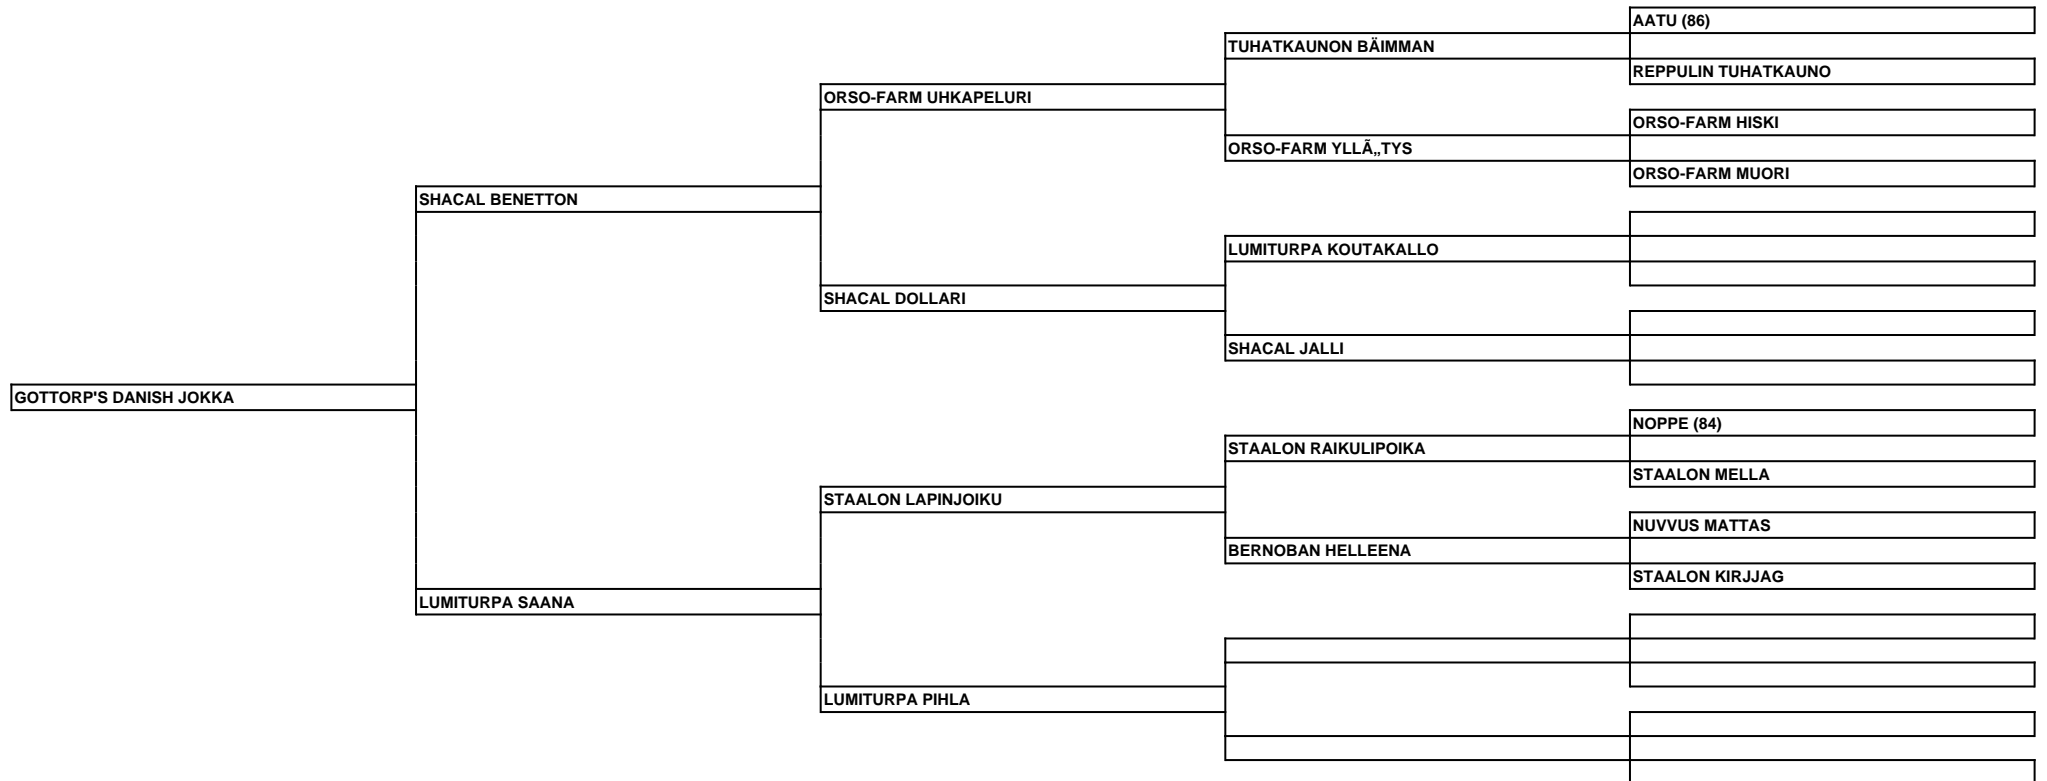 AATU (86)
TUHATKAUNON BÄIMMAN
REPPULIN TUHATKAUNO
ORSO-FARM UHKAPELURI
ORSO-FARM HISKI
ORSO-FARM YLLÃ„TYS
ORSO-FARM MUORI
SHACAL BENETTON
LUMITURPA KOUTAKALLO
SHACAL DOLLARI
SHACAL JALLI
GOTTORP'S DANISH JOKKA
NOPPE (84)
STAALON RAIKULIPOIKA
STAALON MELLA
STAALON LAPINJOIKU
NUVVUS MATTAS
BERNOBAN HELLEENA
STAALON KIRJJAG
LUMITURPA SAANA
LUMITURPA PIHLA